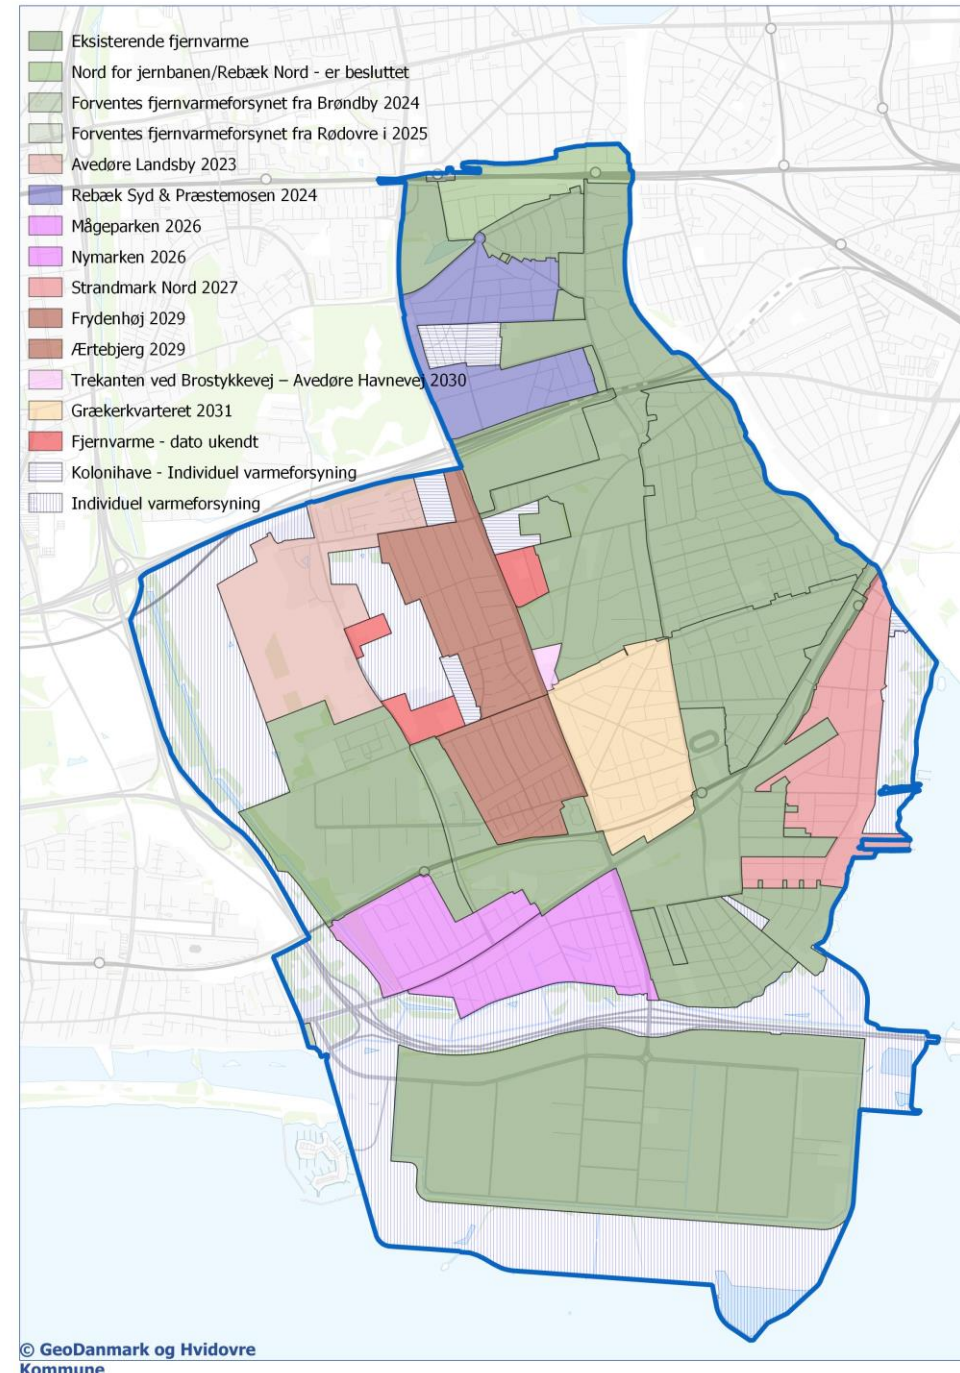 Eksisterende fjernvarme
Nord for jernbanen/Rebæk Nord - er besluttet
Forventes fjernvarmeforsynet fra Brøndby 2024
Forventes fjernvarmeforsynet fra Rødovre i 2025
Avedøre Landsby 2023
Rebæk Syd & Præstemosen 2024
Mågeparken 2026
Nymarken 2026
Strandmark Nord 2027
Frydenhøj 2029
Ærtebjerg 2029
Trekanten ved Brostykkevej – Avedøre Havnevej 2030
Grækerkvarteret 2031
Fjernvarme - dato ukendt
Kolonihave - Individuel varmeforsyning
Individuel varmeforsyning
© GeoDanmark og Hvidovre
Kommune